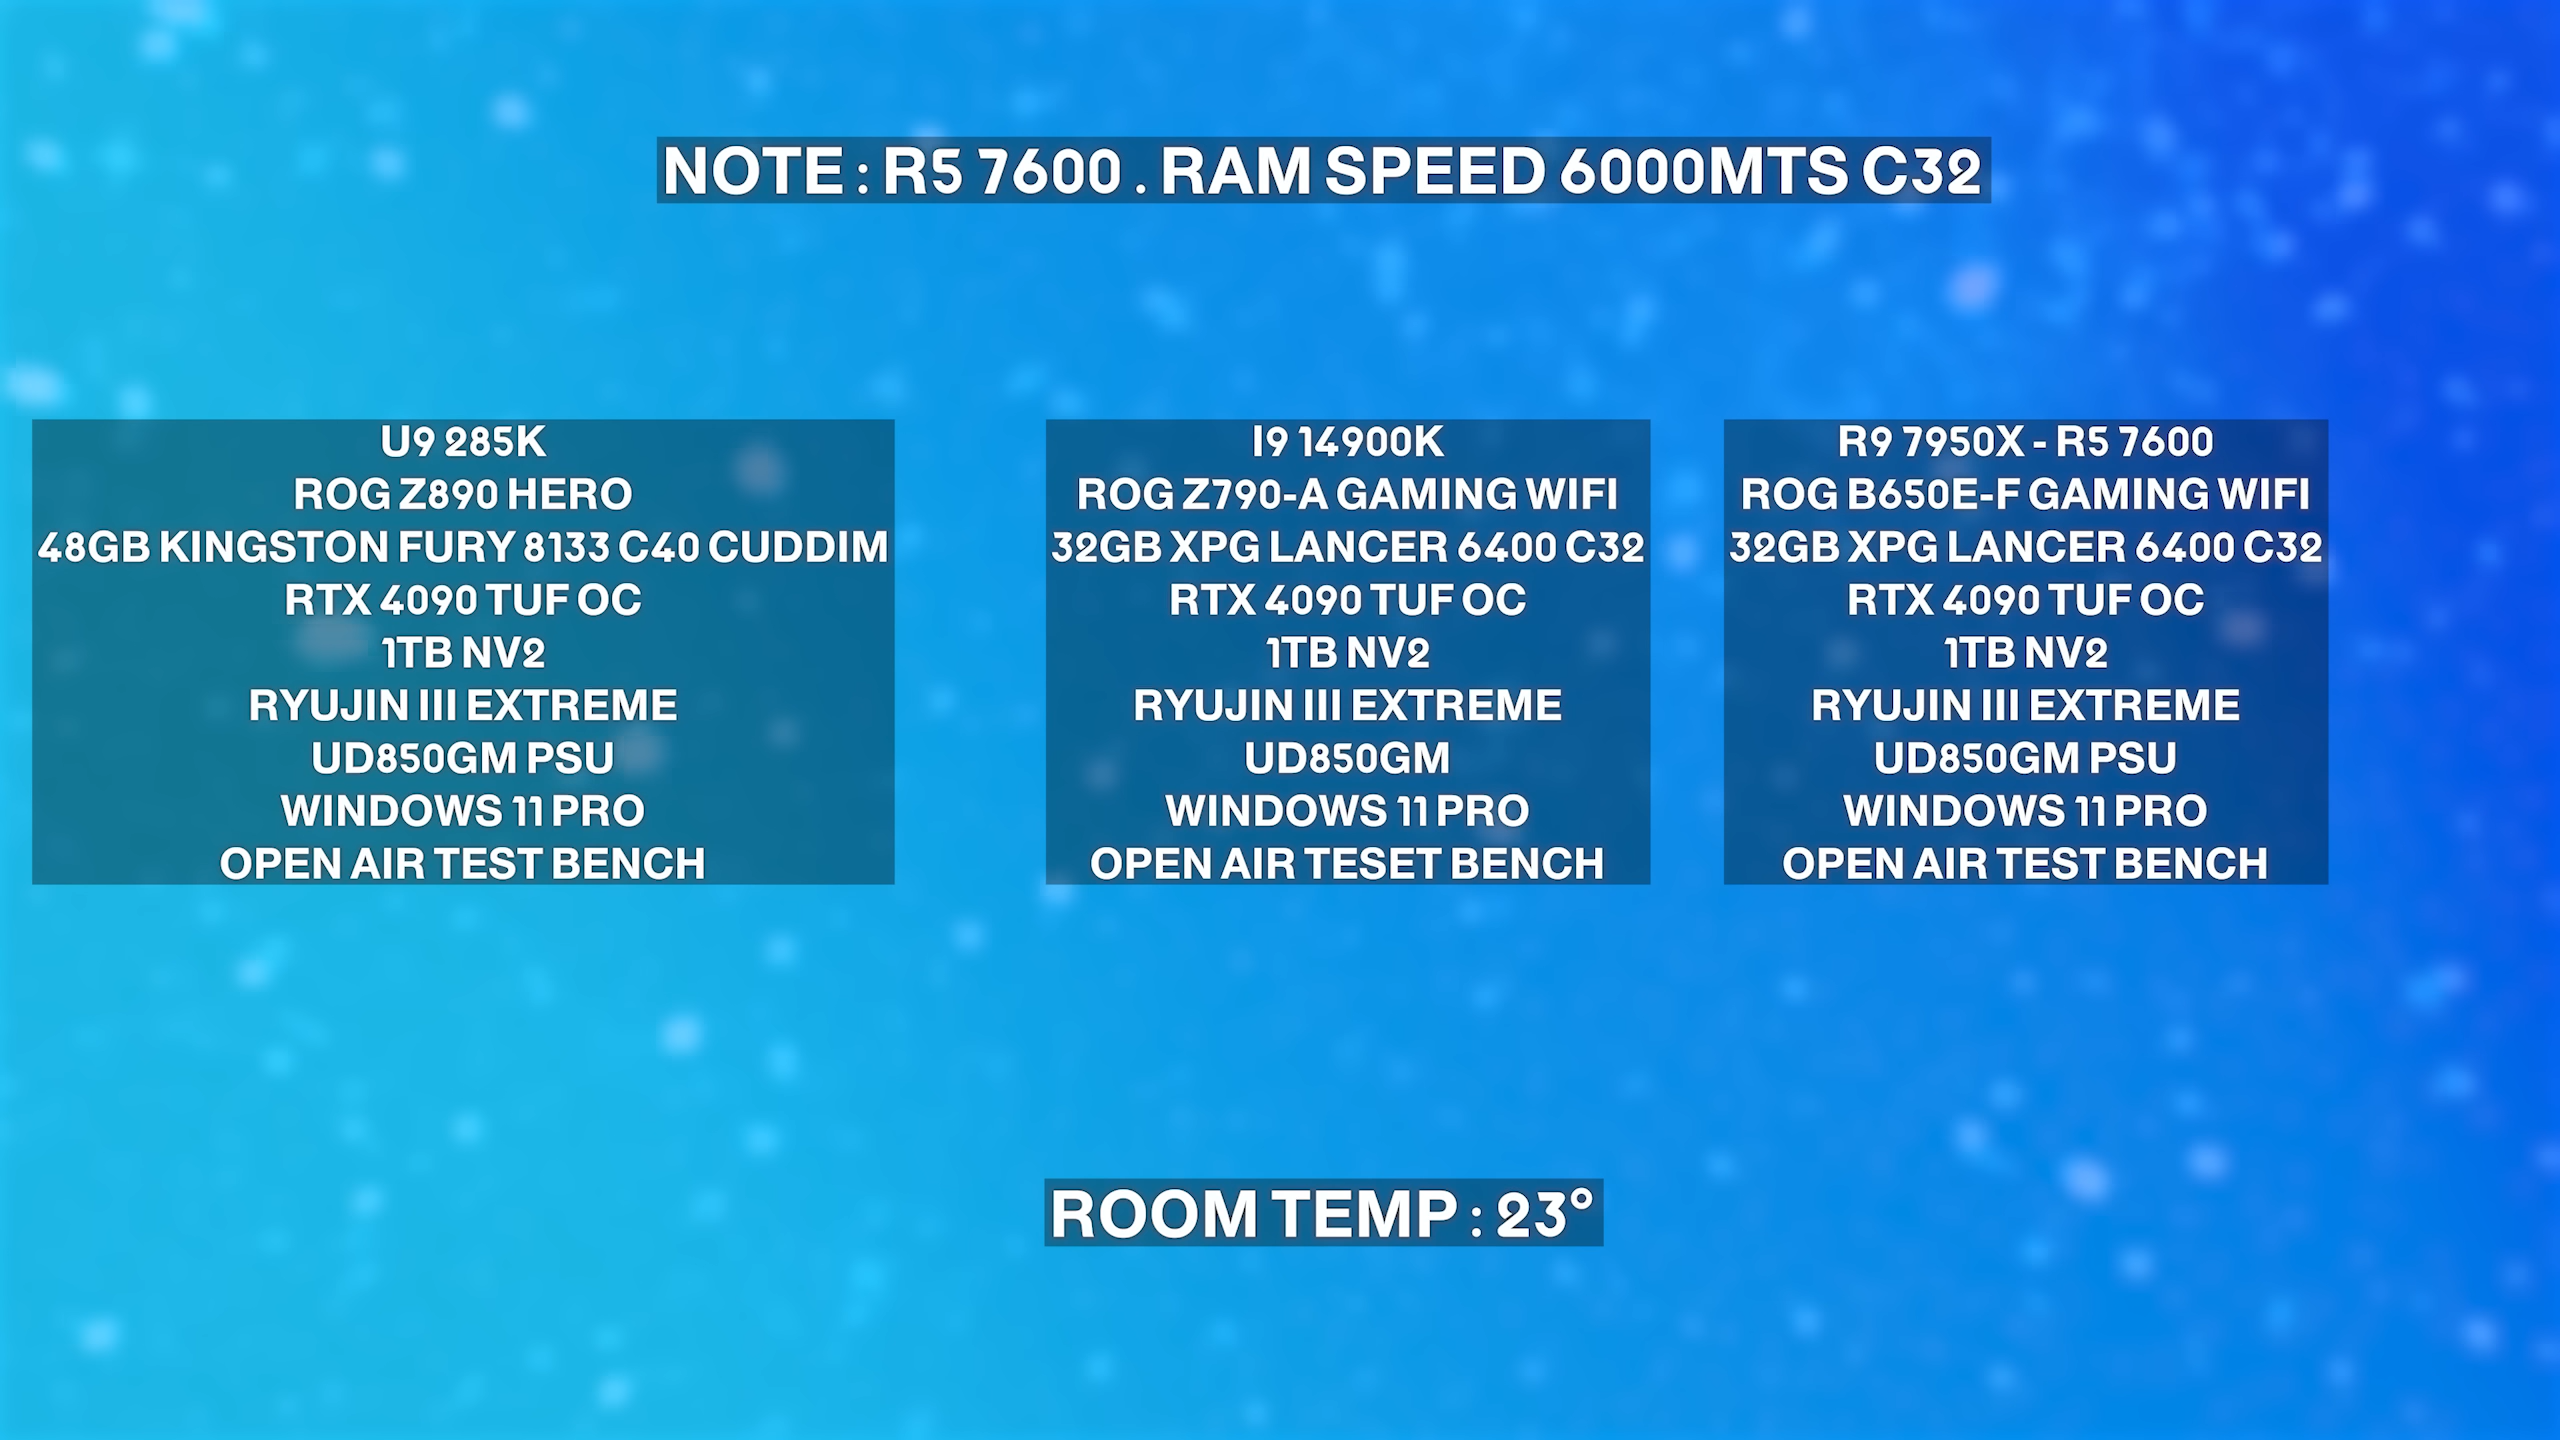 NOTE : R5 7600 . RAM SPEED 6000MTS C32
U9 285K
ROG Z890 HERO
48GB KINGSTON FURY 8133 C40 CUDDIM
RTX 4090 TUF OC
1TB NV2
RYUJIN III EXTREME
UD850GM PSU
WINDOWS 11 PRO
OPEN AIR TEST BENCH
I9 14900K
ROG Z790-A GAMING WIFI
32GB XPG LANCER 6400 C32
RTX 4090 TUF OC
1TB NV2
RYUJIN III EXTREME
UD850GM
WINDOWS 11 PRO
OPEN AIR TESET BENCH
R9 7950X - R5 7600
ROG B650E-F GAMING WIFI
32GB XPG LANCER 6400 C32
RTX 4090 TUF OC
1TB NV2
RYUJIN III EXTREME
UD850GM PSU
WINDOWS 11 PRO
OPEN AIR TEST BENCH
ROOM TEMP : 23°